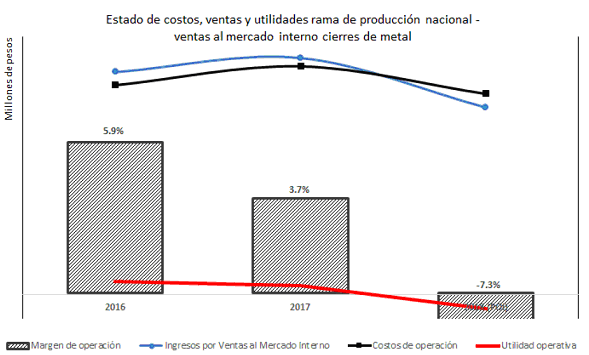 Estado de costos, ventas y utilidades rama de producción nacional -
ventas al mercado interno cierres de metal
Millones de pesos
5.9%
3.7%
-7.3%
2016
2017
Margen de operación
Ingresos por Ventas al Mercado Interno
Costos de operación
Utilidad operativa